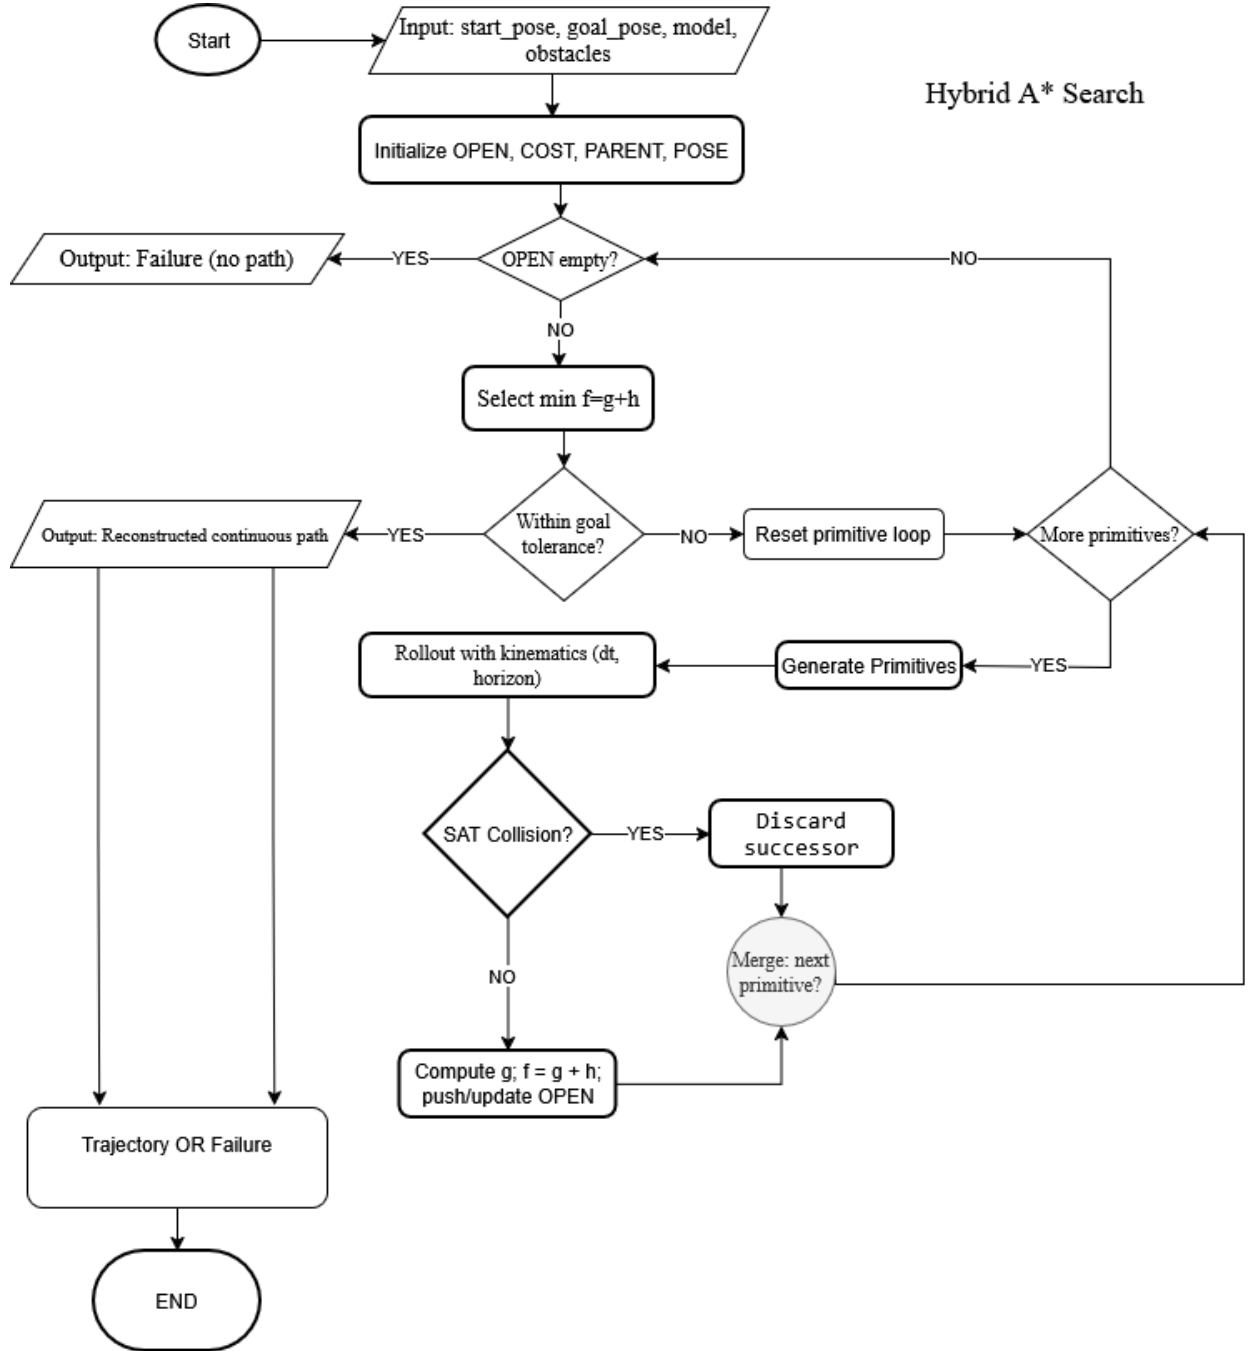 Start
Input: start_pose, goal_pose, model,
obstacles
Hybrid A* Search
Initialize OPEN, COST, PARENT, POSE
Output: Failure (no path)
YES
OPEN empty?
NO
NO
Select min f=g+h
Output: Reconstructed continuous path
YES
Within goal
tolerance?
NO
Reset primitive loop
More primitives?
Rollout with kinematics (dt,
horizon)
Generate Primitives
YES
SAT Collision?
YES
Discard
successor
NO
Merge: next
primitive?
Compute g; f = g + h;
push/update OPEN
Trajectory OR Failure
END